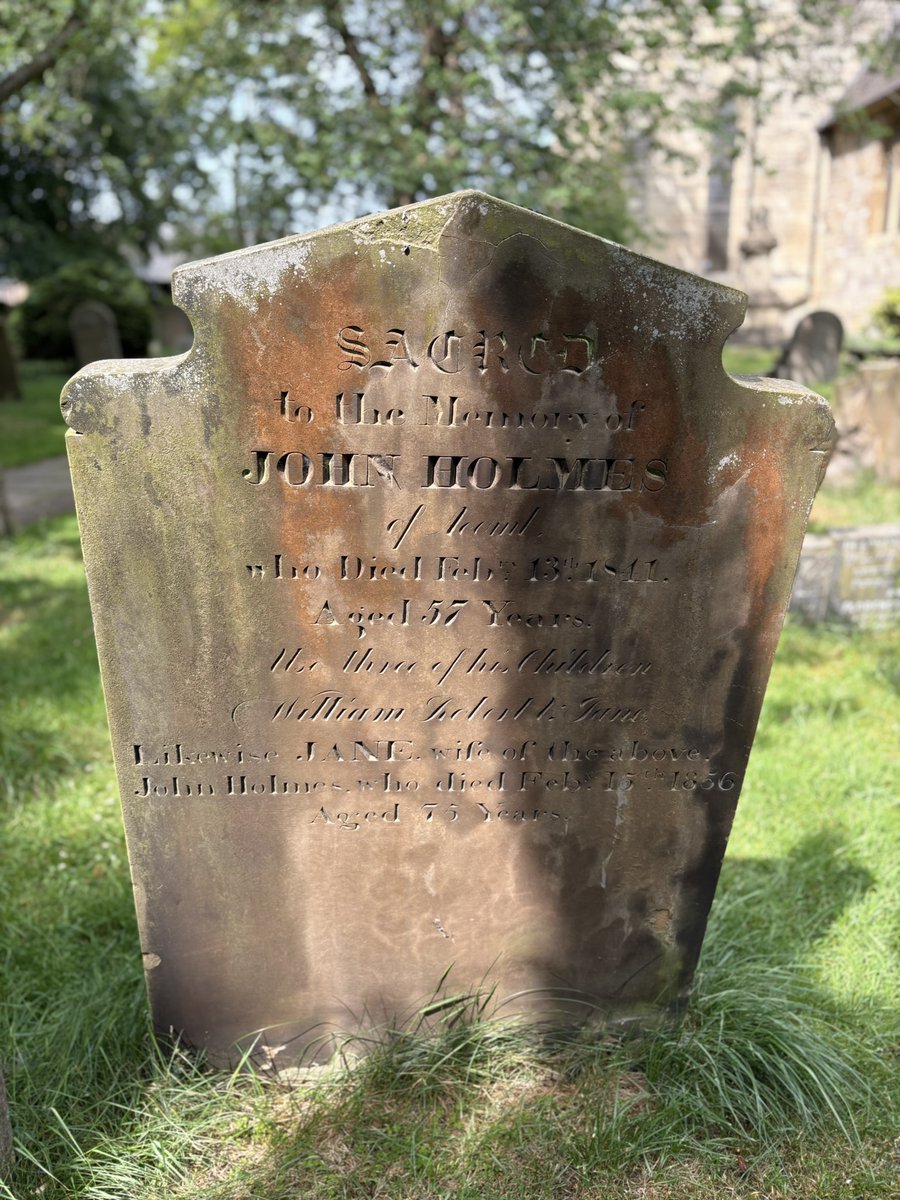 SACRED
to the Memory of
JOHN HOLMES
of
who Died Feby. 13th. 1841.
Aged 57 Years.
the three of his Children
William Robert & Jane
Likewise JANE, wife of the above,
John Holmes, who died Feby. 15th. 1856
Aged 75 Years.